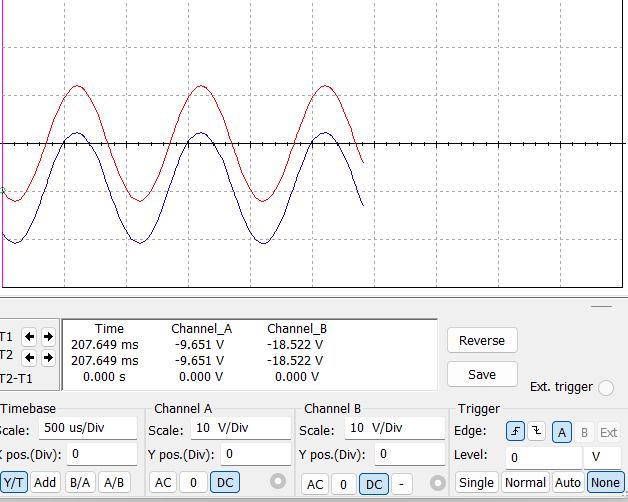 Time Channel_A Channel_B
T1 207.649 ms -9.651 V -18.522 V Reverse
T2 207.649 ms -9.651 V -18.522 V
T2-T1 0.000 s 0.000 V 0.000 V Save
Ext. trigger
Timebase Channel A Channel B Trigger
Scale: 500 us/Div Scale: 10 V/Div Scale: 10 V/Div Edge: A B Ext
X pos.(Div): 0 Y pos.(Div): 0 Y pos.(Div): 0 Level: 0 V
Y/T Add B/A A/B AC 0 DC AC 0 DC - Single Normal Auto None